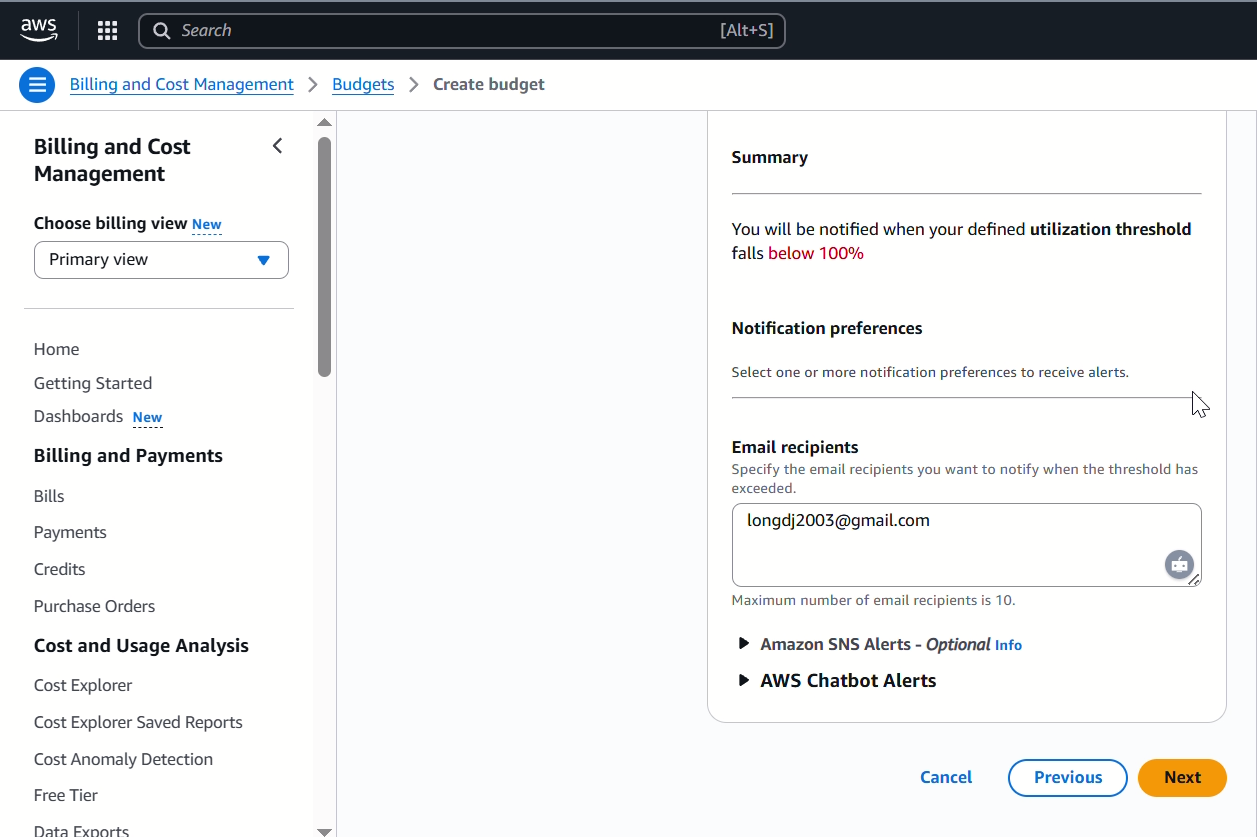 aws
Search
[Alt+S]
Billing and Cost Management
Budgets
Create budget
Billing and Cost
Management
Choose billing view New
Primary view
Home
Getting Started
Dashboards New
Billing and Payments
Bills
Payments
Credits
Purchase Orders
Cost and Usage Analysis
Cost Explorer
Cost Explorer Saved Reports
Cost Anomaly Detection
Free Tier
Data Exports
Summary
You will be notified when your defined utilization threshold
falls below 100%
Notification preferences
Select one or more notification preferences to receive alerts.
Email recipients
Specify the email recipients you want to notify when the threshold has
exceeded.
longdj2003@gmail.com
Maximum number of email recipients is 10.
Amazon SNS Alerts - Optional Info
AWS Chatbot Alerts
Cancel
Previous
Next